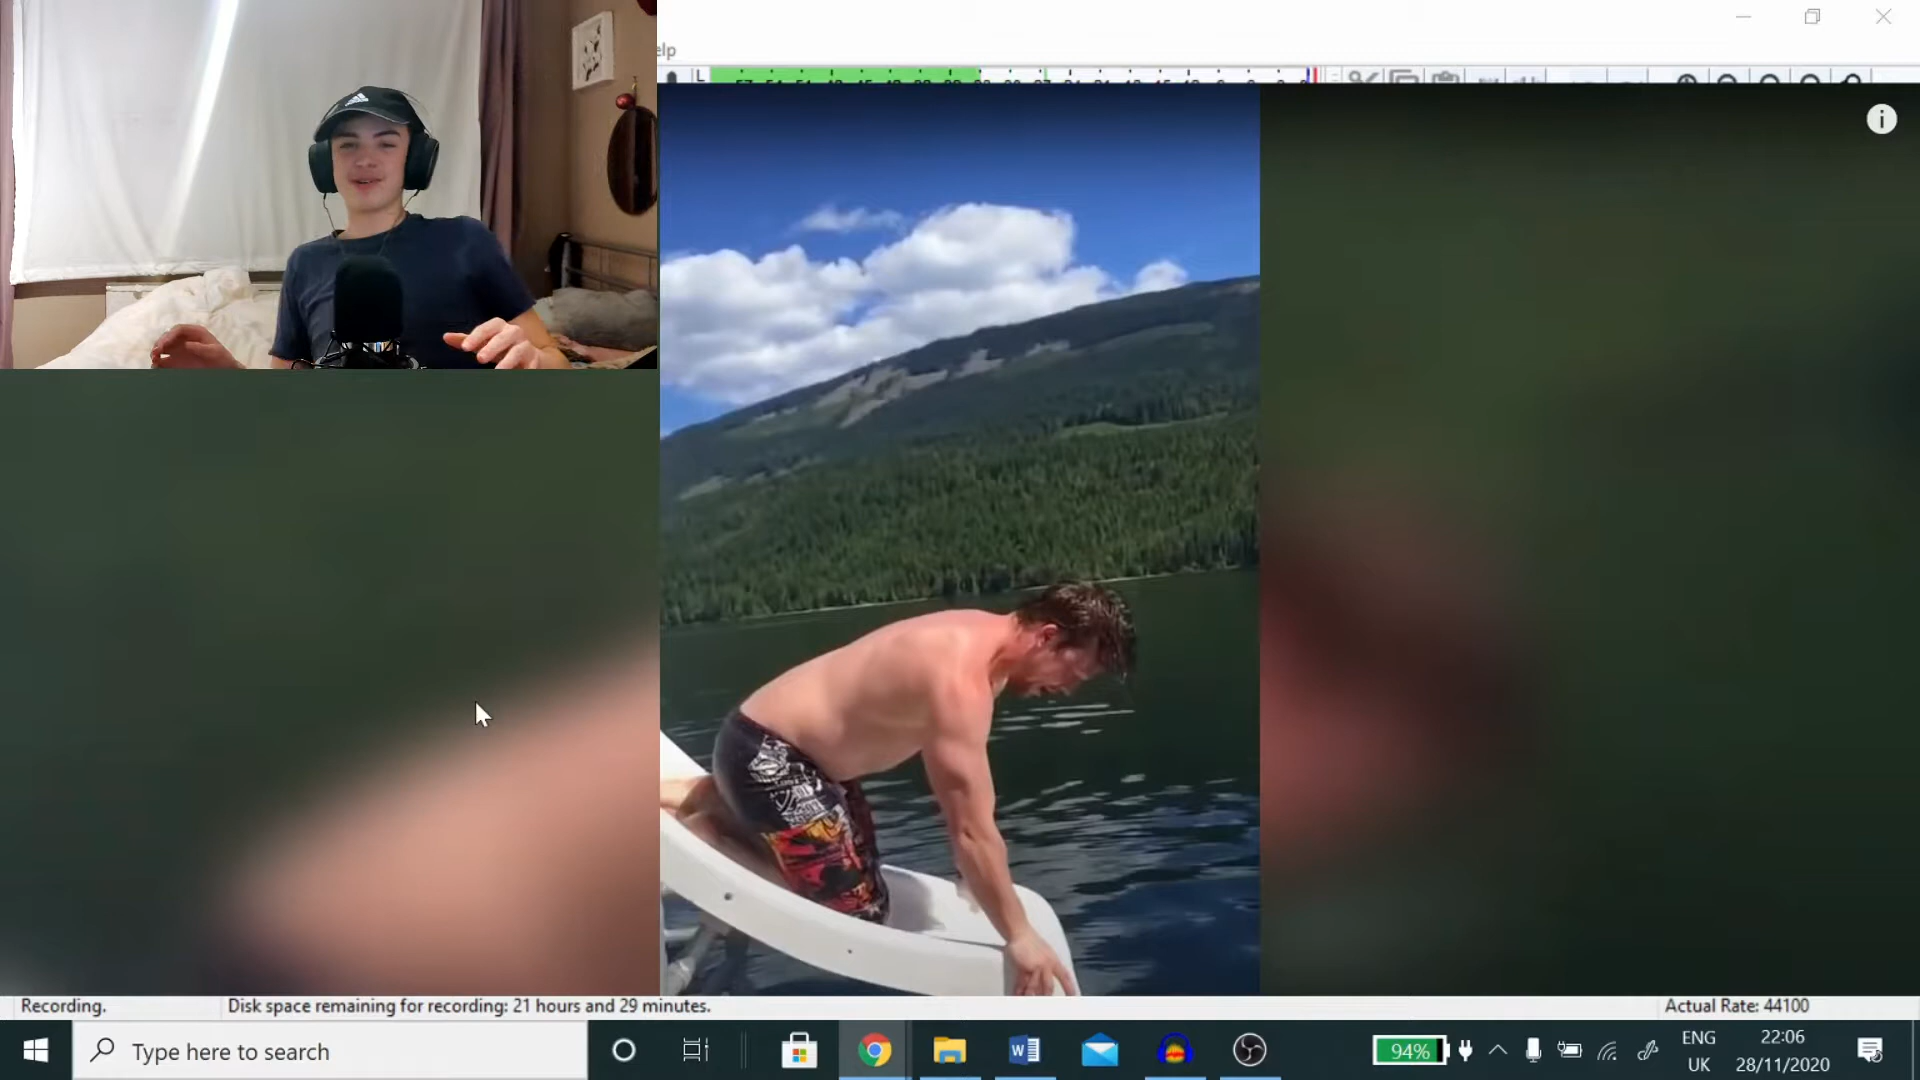 elp
L
Recording.
Disk space remaining for recording: 21 hours and 29 minutes.
Actual Rate: 44100
Type here to search
94%
ENG
UK
22:06
28/11/2020